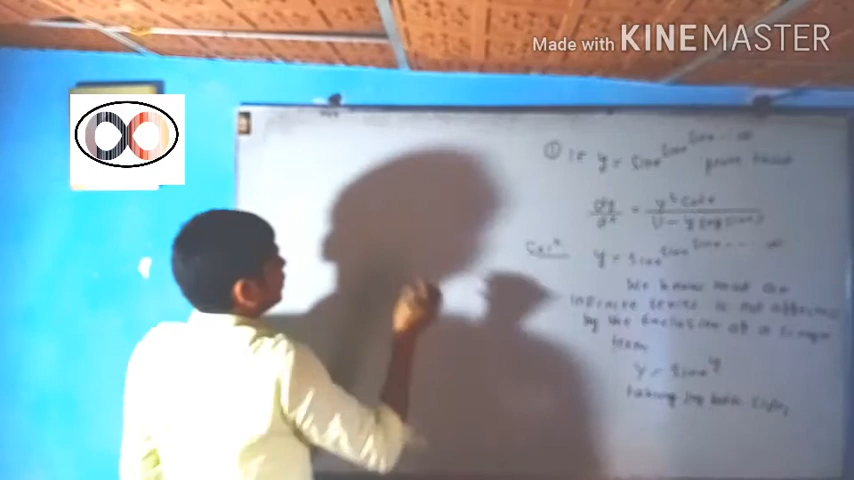 Made with KINEMASTER
① If y = sinx^sinx^sinx... ∞ prove that
dy/dx = y² cotx / (1 - y log sinx)
Solⁿ y = sinx^sinx^sinx... ∞
We know that an
infinite series is not affected
by the exclusion of a single
term
y = sinx^y
taking log both sides,